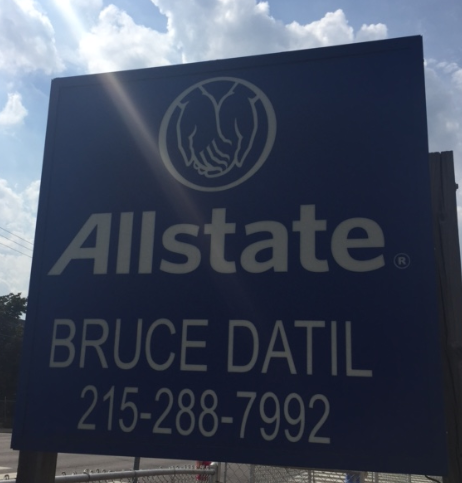 Allstate®
BRUCE DATIL
215-288-7992